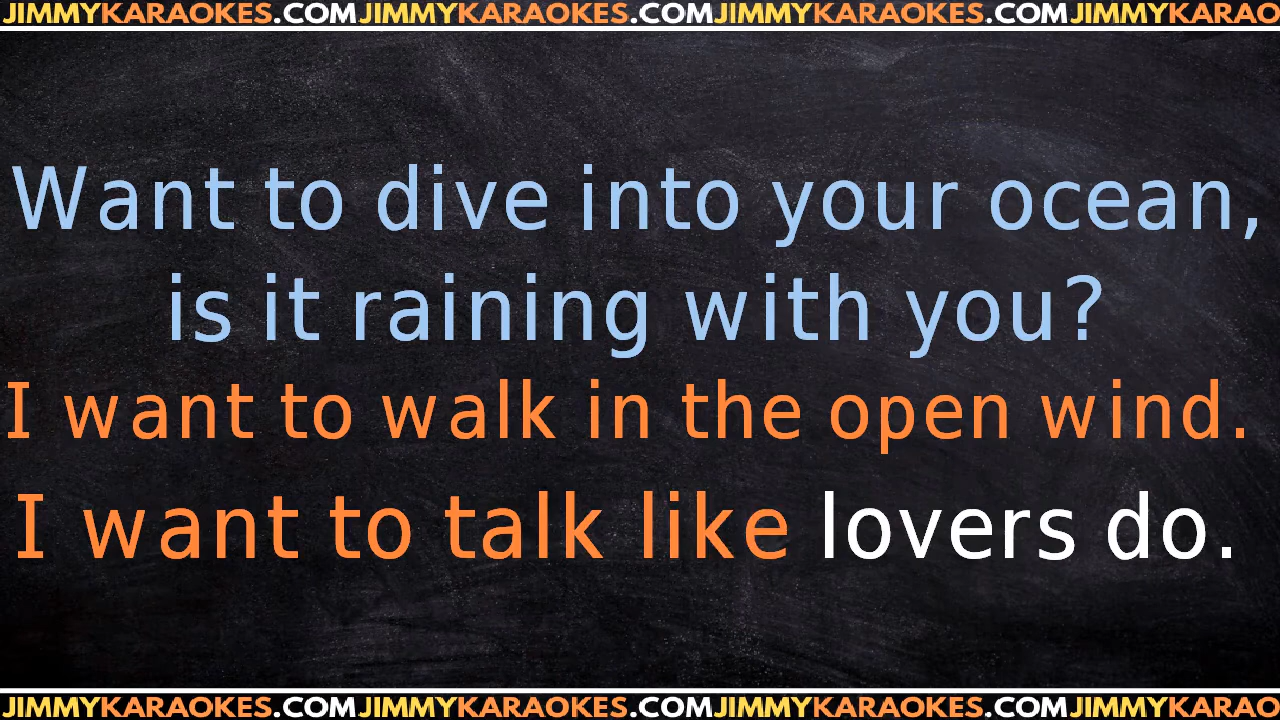 JIMMYKARAOKES.COMJIMMYKARAOKES.COMJIMMYKARAOKES.COMJIMMYKARAO
Want to dive into your ocean,
is it raining with you?
I want to walk in the open wind.
I want to talk like lovers do.
JIMMYKARAOKES.COMJIMMYKARAOKES.COMJIMMYKARAOKES.COMJIMMYKARAO